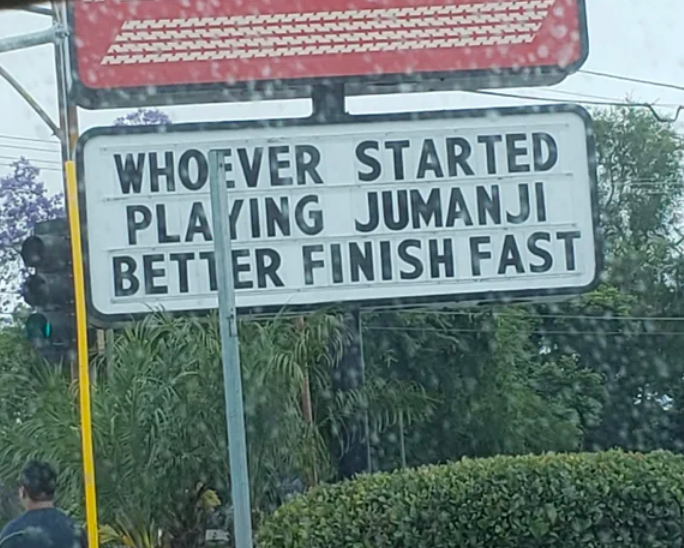 WHOEVER STARTED
PLAYING JUMANJI
BETTER FINISH FAST